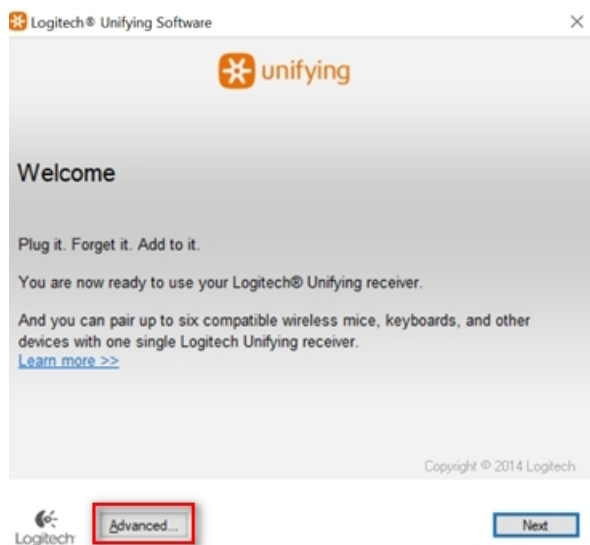 Logitech® Unifying Software
unifying
Welcome
Plug it. Forget it. Add to it.
You are now ready to use your Logitech® Unifying receiver.
And you can pair up to six compatible wireless mice, keyboards, and other
devices with one single Logitech Unifying receiver.
Learn more >>
Copyright © 2014 Logitech
Logitech
Advanced...
Next